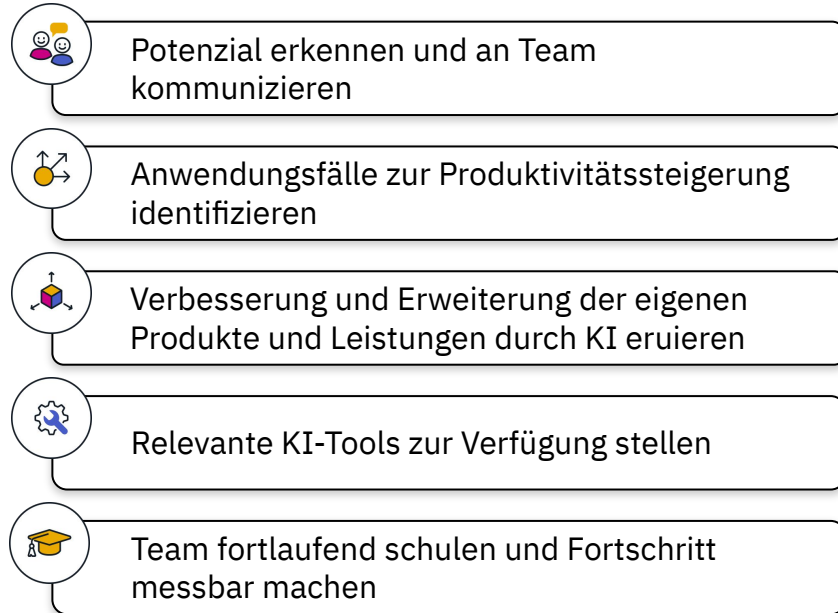 Potenzial erkennen und an Team
kommunizieren
Anwendungsfälle zur Produktivitätssteigerung
identifizieren
Verbesserung und Erweiterung der eigenen
Produkte und Leistungen durch KI eruieren
Relevante KI-Tools zur Verfügung stellen
Team fortlaufend schulen und Fortschritt
messbar machen